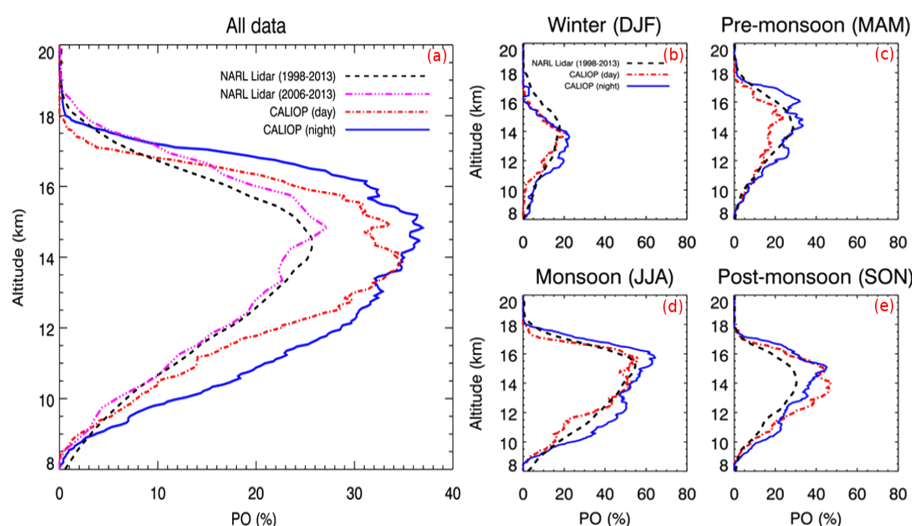 All data
(a)
NARL Lidar (1998-2013)
NARL Lidar (2006-2013)
CALIOP (day)
CALIOP (night)
Altitude (km)
20
18
16
14
12
10
8
0 10 20 30 40
PO (%)
Winter (DJF)
(b)
NARL Lidar (1998-2013)
CALIOP (day)
CALIOP (night)
Altitude (km)
20
18
16
14
12
10
8
0 20 40 60 80
Pre-monsoon (MAM)
(c)
20
18
16
14
12
10
8
0 20 40 60 80
Monsoon (JJA)
(d)
Altitude (km)
20
18
16
14
12
10
8
0 20 40 60 80
PO (%)
Post-monsoon (SON)
(e)
20
18
16
14
12
10
8
0 20 40 60 80
PO (%)